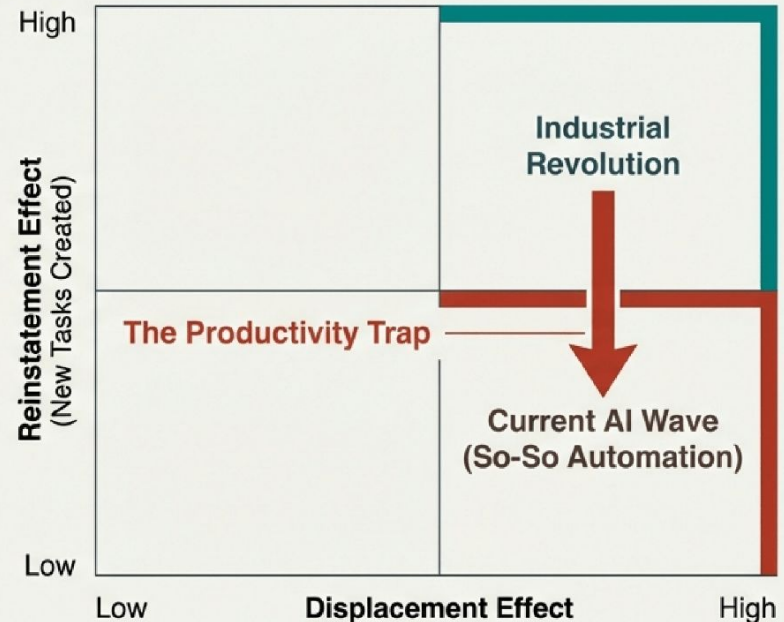 High
Reinstatement Effect
(New Tasks Created)
Industrial
Revolution
The Productivity Trap
Current AI Wave
(So-So Automation)
Low
Low
Displacement Effect
High